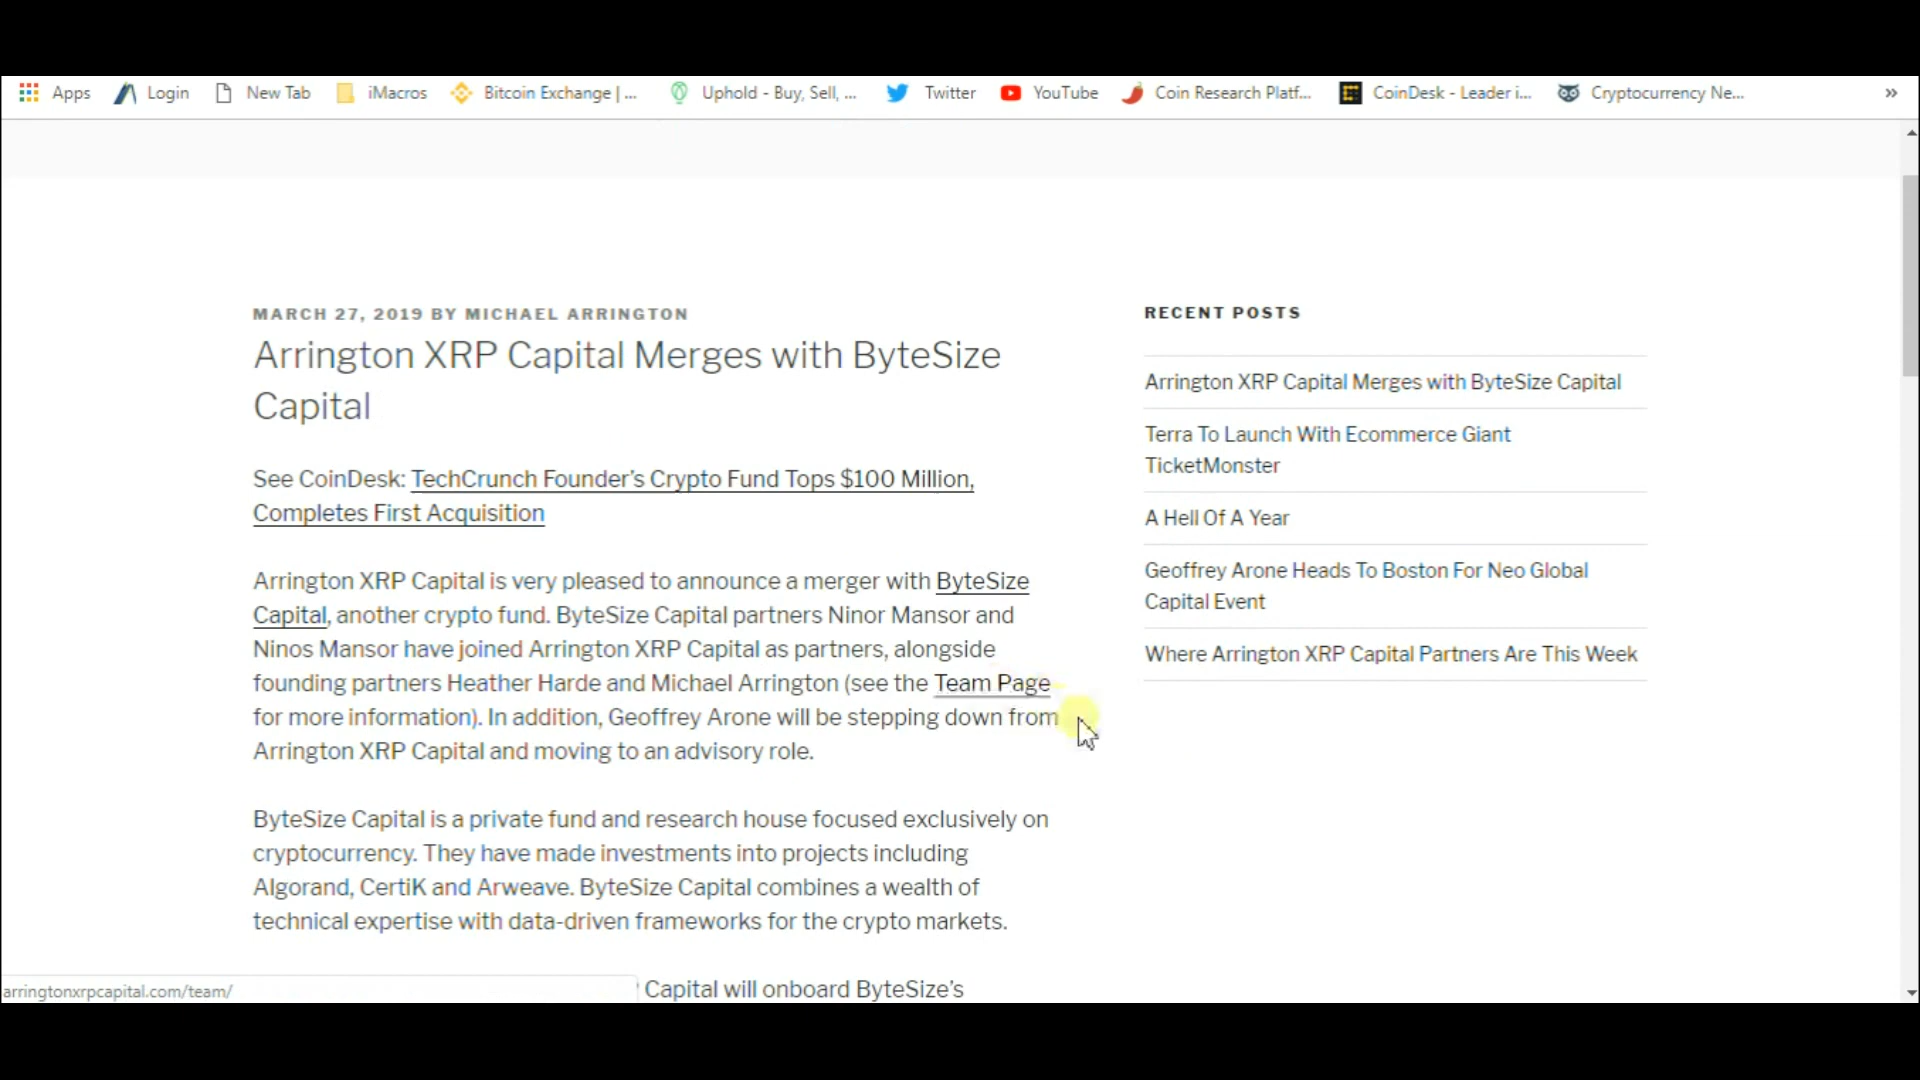 Apps Login New Tab iMacros Bitcoin Exchange | ... Uphold - Buy, Sell, ... Twitter YouTube Coin Research Platf... CoinDesk - Leader i... Cryptocurrency Ne... »
MARCH 27, 2019 BY MICHAEL ARRINGTON
Arrington XRP Capital Merges with ByteSize
Capital
See CoinDesk: TechCrunch Founder’s Crypto Fund Tops $100 Million,
Completes First Acquisition
Arrington XRP Capital is very pleased to announce a merger with ByteSize
Capital, another crypto fund. ByteSize Capital partners Ninor Mansor and
Ninos Mansor have joined Arrington XRP Capital as partners, alongside
founding partners Heather Harde and Michael Arrington (see the Team Page
for more information). In addition, Geoffrey Arone will be stepping down from
Arrington XRP Capital and moving to an advisory role.
ByteSize Capital is a private fund and research house focused exclusively on
cryptocurrency. They have made investments into projects including
Algorand, CertiK and Arweave. ByteSize Capital combines a wealth of
technical expertise with data-driven frameworks for the crypto markets.
Capital will onboard ByteSize’s
RECENT POSTS
Arrington XRP Capital Merges with ByteSize Capital
Terra To Launch With Ecommerce Giant
TicketMonster
A Hell Of A Year
Geoffrey Arone Heads To Boston For Neo Global
Capital Event
Where Arrington XRP Capital Partners Are This Week
arringtonxrpcapital.com/team/